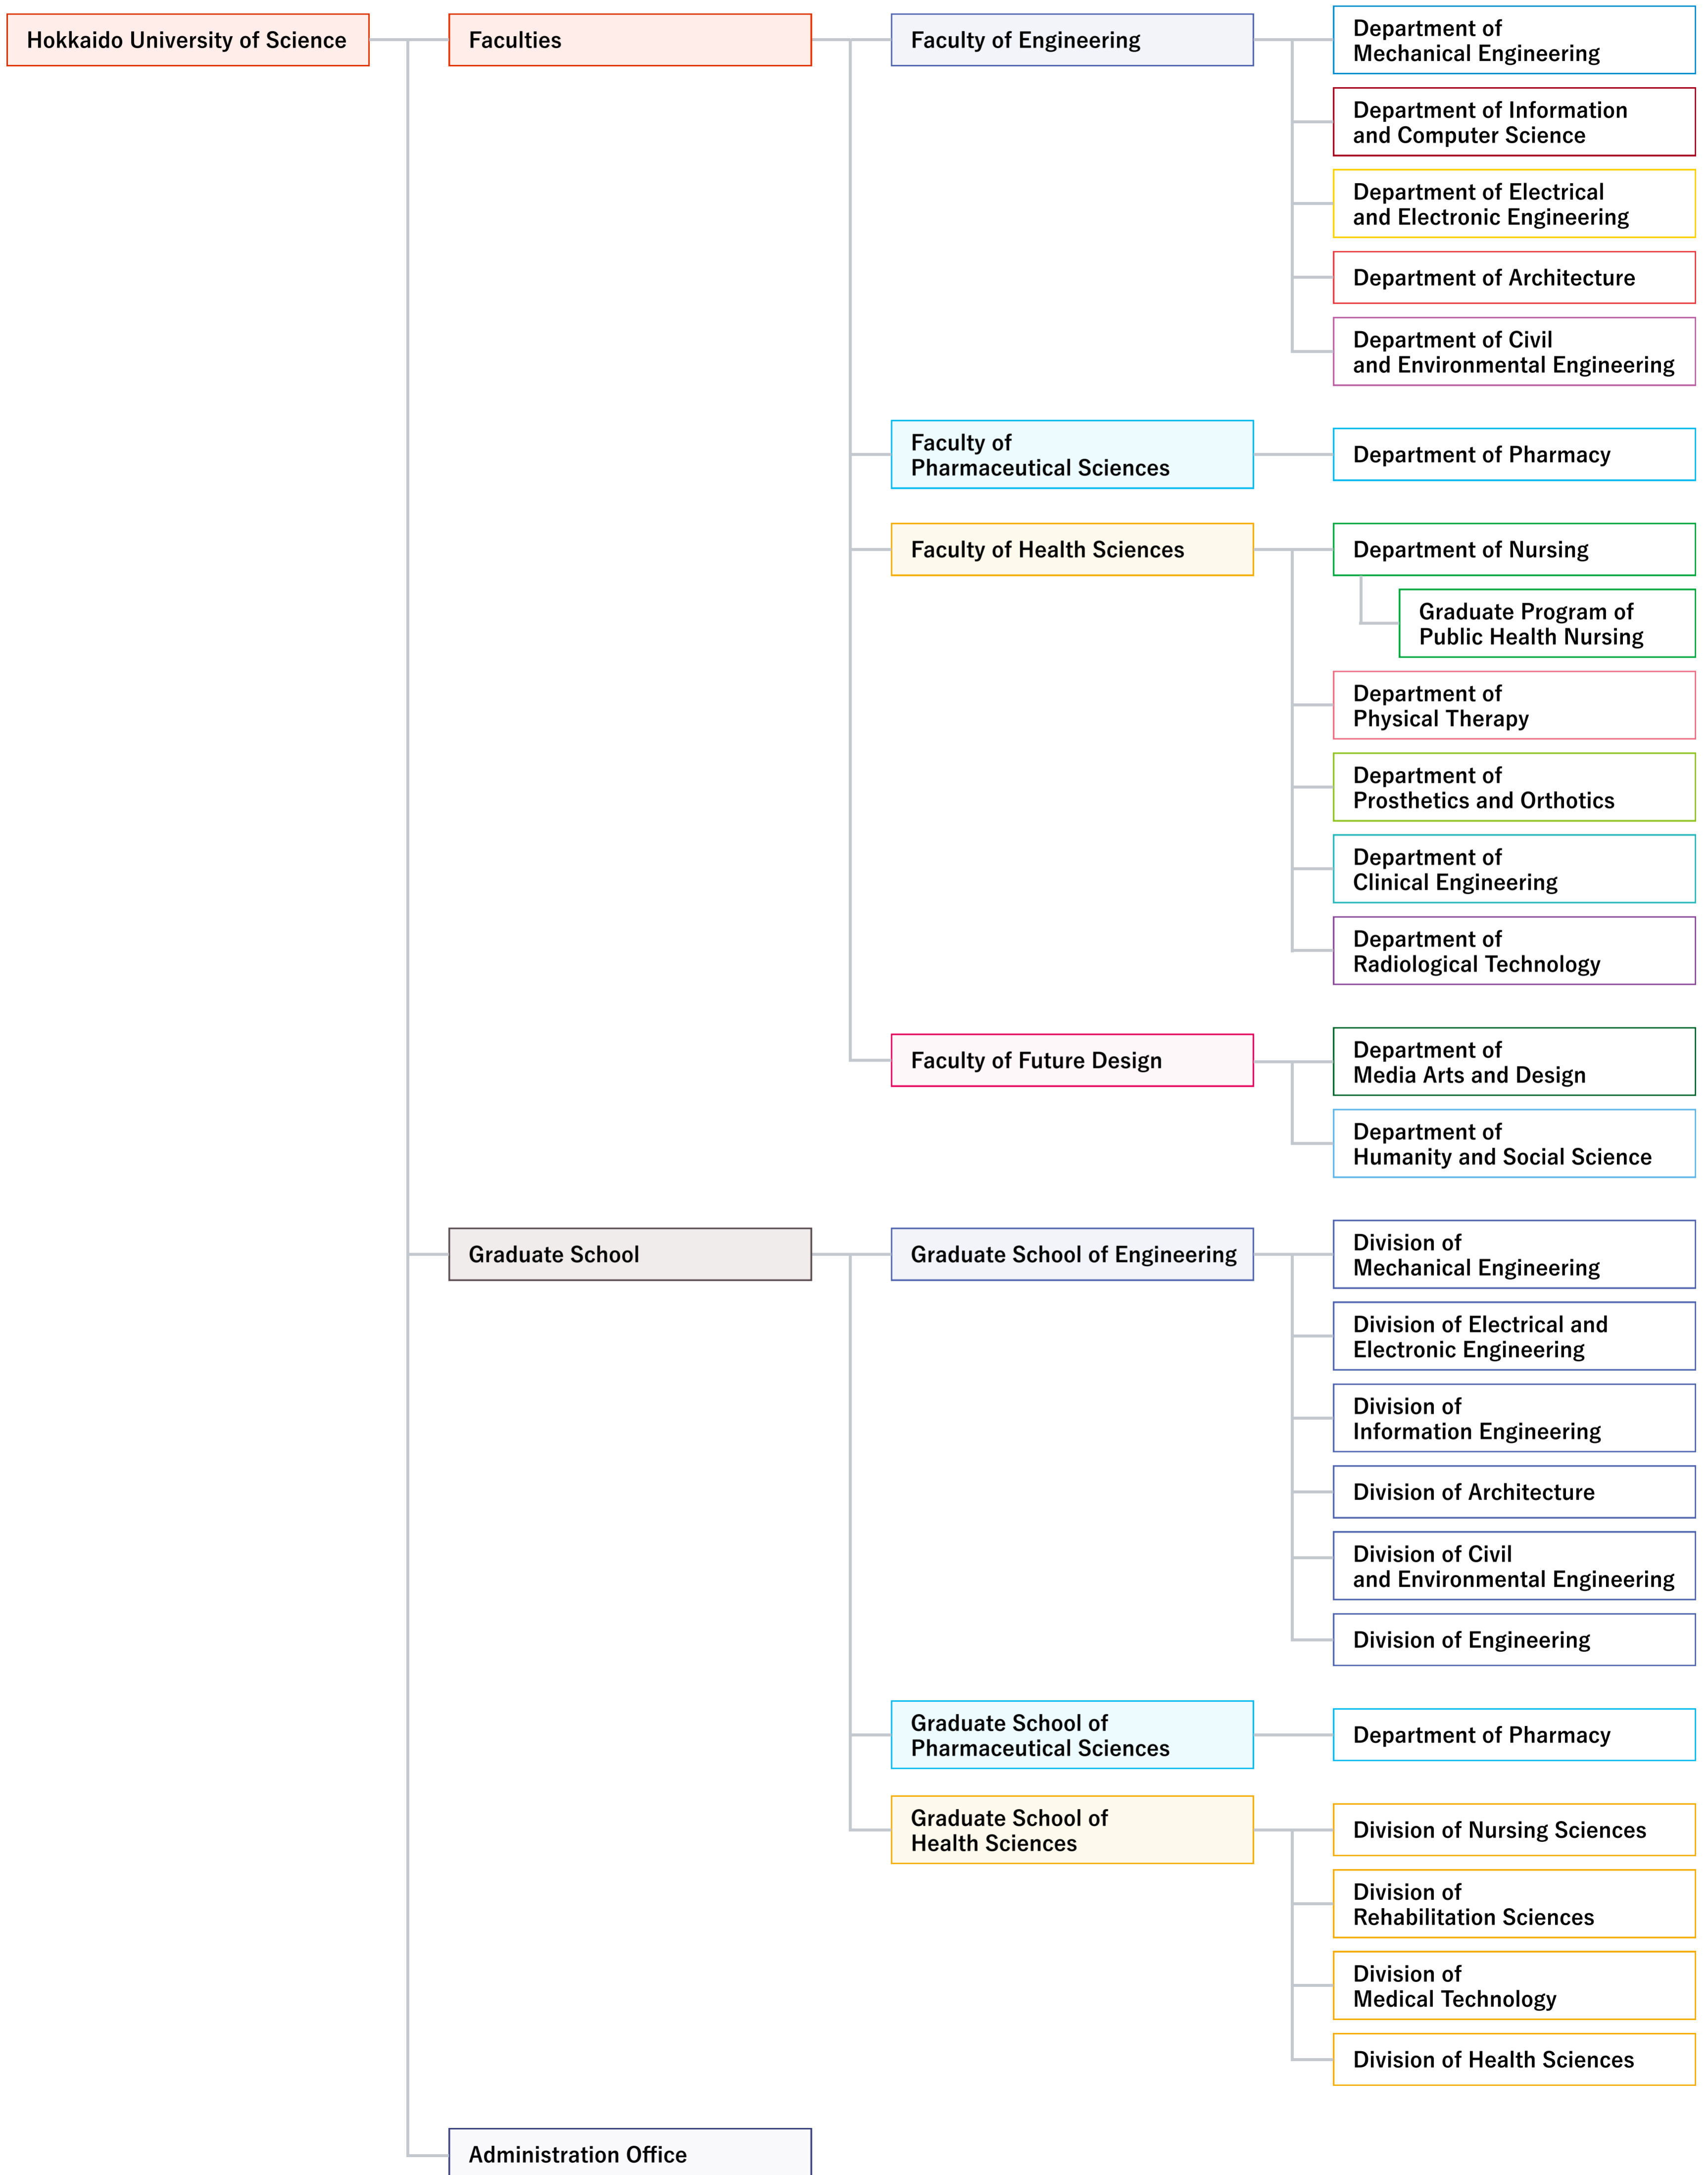 Hokkaido University of Science
Faculties
Faculty of Engineering
Department of
Mechanical Engineering
Department of Information
and Computer Science
Department of Electrical
and Electronic Engineering
Department of Architecture
Department of Civil
and Environmental Engineering
Faculty of
Pharmaceutical Sciences
Department of Pharmacy
Faculty of Health Sciences
Department of Nursing
Graduate Program of
Public Health Nursing
Department of
Physical Therapy
Department of
Prosthetics and Orthotics
Department of
Clinical Engineering
Department of
Radiological Technology
Faculty of Future Design
Department of
Media Arts and Design
Department of
Humanity and Social Science
Graduate School
Graduate School of Engineering
Division of
Mechanical Engineering
Division of Electrical and
Electronic Engineering
Division of
Information Engineering
Division of Architecture
Division of Civil
and Environmental Engineering
Division of Engineering
Graduate School of
Pharmaceutical Sciences
Department of Pharmacy
Graduate School of
Health Sciences
Division of Nursing Sciences
Division of
Rehabilitation Sciences
Division of
Medical Technology
Division of Health Sciences
Administration Office